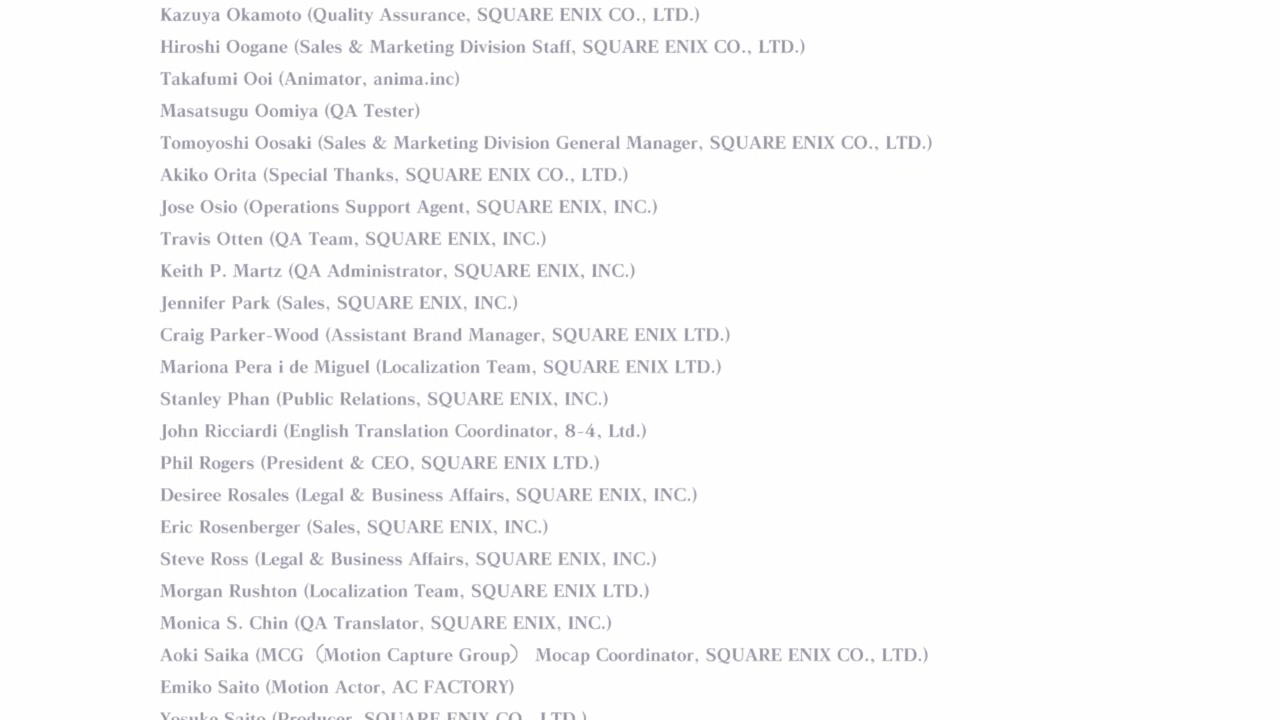 Kazuya Okamoto (Quality Assurance, SQUARE ENIX CO., LTD.)
Hiroshi Oogane (Sales & Marketing Division Staff, SQUARE ENIX CO., LTD.)
Takafumi Ooi (Animator, anima.inc)
Masatsugu Oomiya (QA Tester)
Tomoyoshi Oosaki (Sales & Marketing Division General Manager, SQUARE ENIX CO., LTD.)
Akiko Orita (Special Thanks, SQUARE ENIX CO., LTD.)
Jose Osio (Operations Support Agent, SQUARE ENIX, INC.)
Travis Otten (QA Team, SQUARE ENIX, INC.)
Keith P. Martz (QA Administrator, SQUARE ENIX, INC.)
Jennifer Park (Sales, SQUARE ENIX, INC.)
Craig Parker-Wood (Assistant Brand Manager, SQUARE ENIX LTD.)
Mariona Pera i de Miguel (Localization Team, SQUARE ENIX LTD.)
Stanley Phan (Public Relations, SQUARE ENIX, INC.)
John Ricciardi (English Translation Coordinator, 8-4, Ltd.)
Phil Rogers (President & CEO, SQUARE ENIX LTD.)
Desiree Rosales (Legal & Business Affairs, SQUARE ENIX, INC.)
Eric Rosenberger (Sales, SQUARE ENIX, INC.)
Steve Ross (Legal & Business Affairs, SQUARE ENIX, INC.)
Morgan Rushton (Localization Team, SQUARE ENIX LTD.)
Monica S. Chin (QA Translator, SQUARE ENIX, INC.)
Aoki Saika (MCG（Motion Capture Group） Mocap Coordinator, SQUARE ENIX CO., LTD.)
Emiko Saito (Motion Actor, AC FACTORY)
Yosuke Saito (Producer, SQUARE ENIX CO., LTD.)